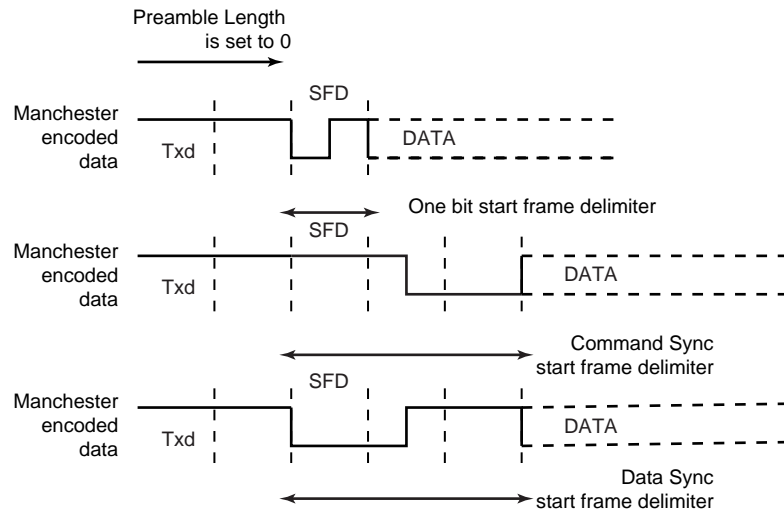 Preamble Length
is set to 0
SFD
Manchester
encoded
data
Txd
DATA
One bit start frame delimiter
SFD
Manchester
encoded
data
Txd
DATA
Command Sync
start frame delimiter
SFD
Manchester
encoded
data
Txd
DATA
Data Sync
start frame delimiter